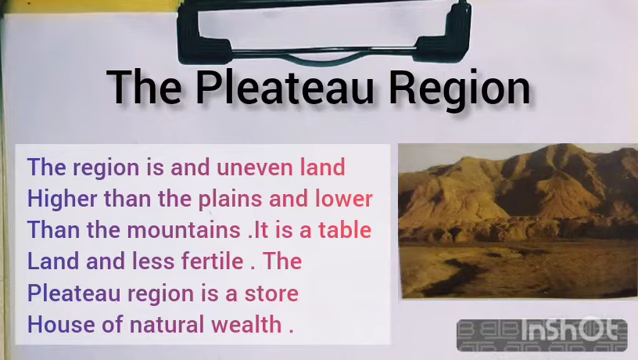 The Pleateau Region
The region is and uneven land
Higher than the plains and lower
Than the mountains .It is a table
Land and less fertile . The
Pleateau region is a store
House of natural wealth .
InShOt